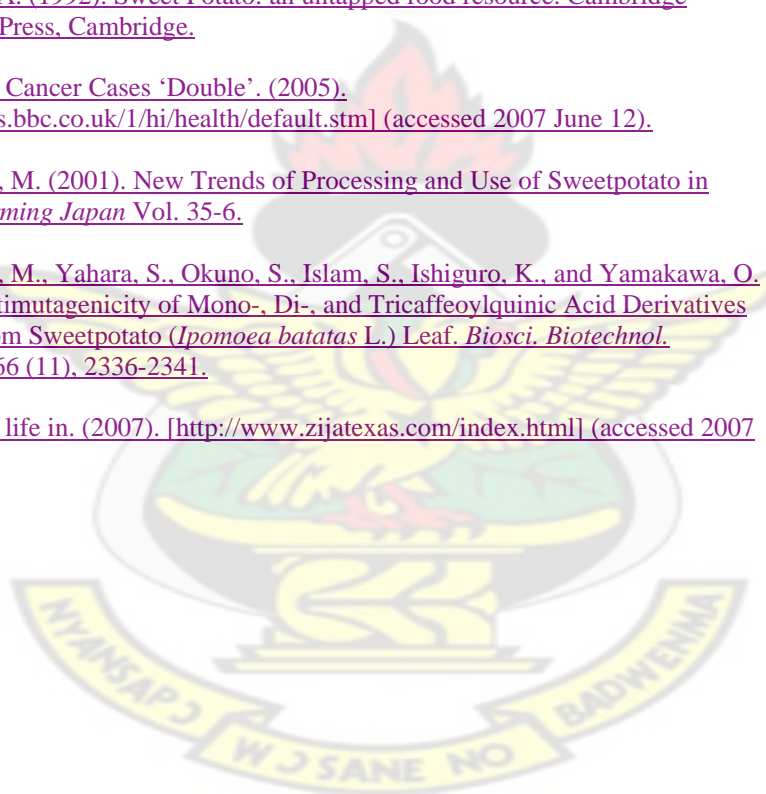 A. (1992). Sweet Potato: an untapped food resource. Cambridge
Press, Cambridge.
Cancer Cases ‘Double’. (2005).
s.bbc.co.uk/1/hi/health/default.stm] (accessed 2007 June 12).
, M. (2001). New Trends of Processing and Use of Sweetpotato in
ming Japan Vol. 35-6.
, M., Yahara, S., Okuno, S., Islam, S., Ishiguro, K., and Yamakawa, O.
timutagenicity of Mono-, Di-, and Tricaffeoylquinic Acid Derivatives
om Sweetpotato (Ipomoea batatas L.) Leaf. Biosci. Biotechnol.
66 (11), 2336-2341.
life in. (2007). [http://www.zijatexas.com/index.html] (accessed 2007
NYANSAPƆ WƆSANE NO BADWENMA